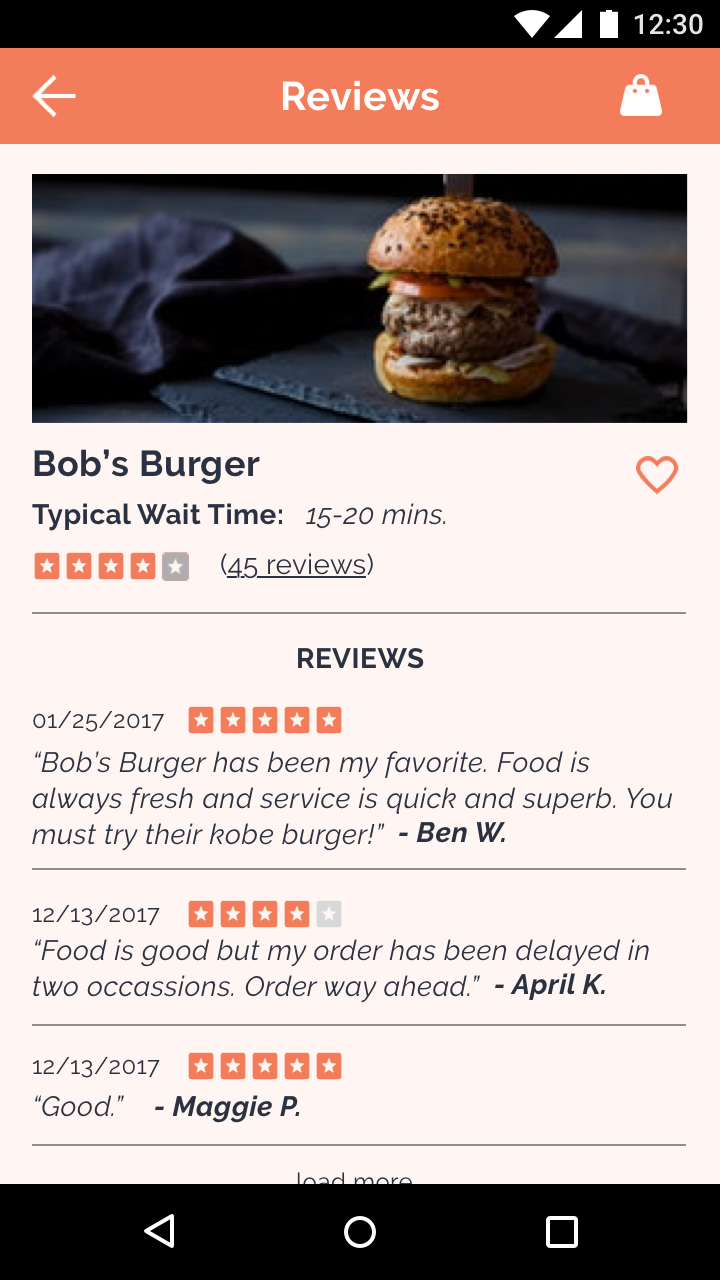 12:30
Reviews
Bob’s Burger
Typical Wait Time: 15-20 mins.
(45 reviews)
REVIEWS
01/25/2017
“Bob’s Burger has been my favorite. Food is
always fresh and service is quick and superb. You
must try their kobe burger!” - Ben W.
12/13/2017
“Food is good but my order has been delayed in
two occassions. Order way ahead.” - April K.
12/13/2017
“Good.” - Maggie P.
load more